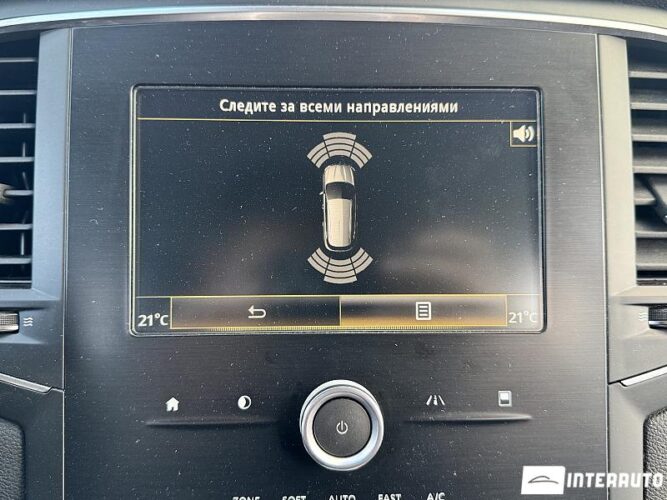 Следите за всеми направлениями
21°C
21°C
ZONE SOFT AUTO FAST A/C
INTERAUTO